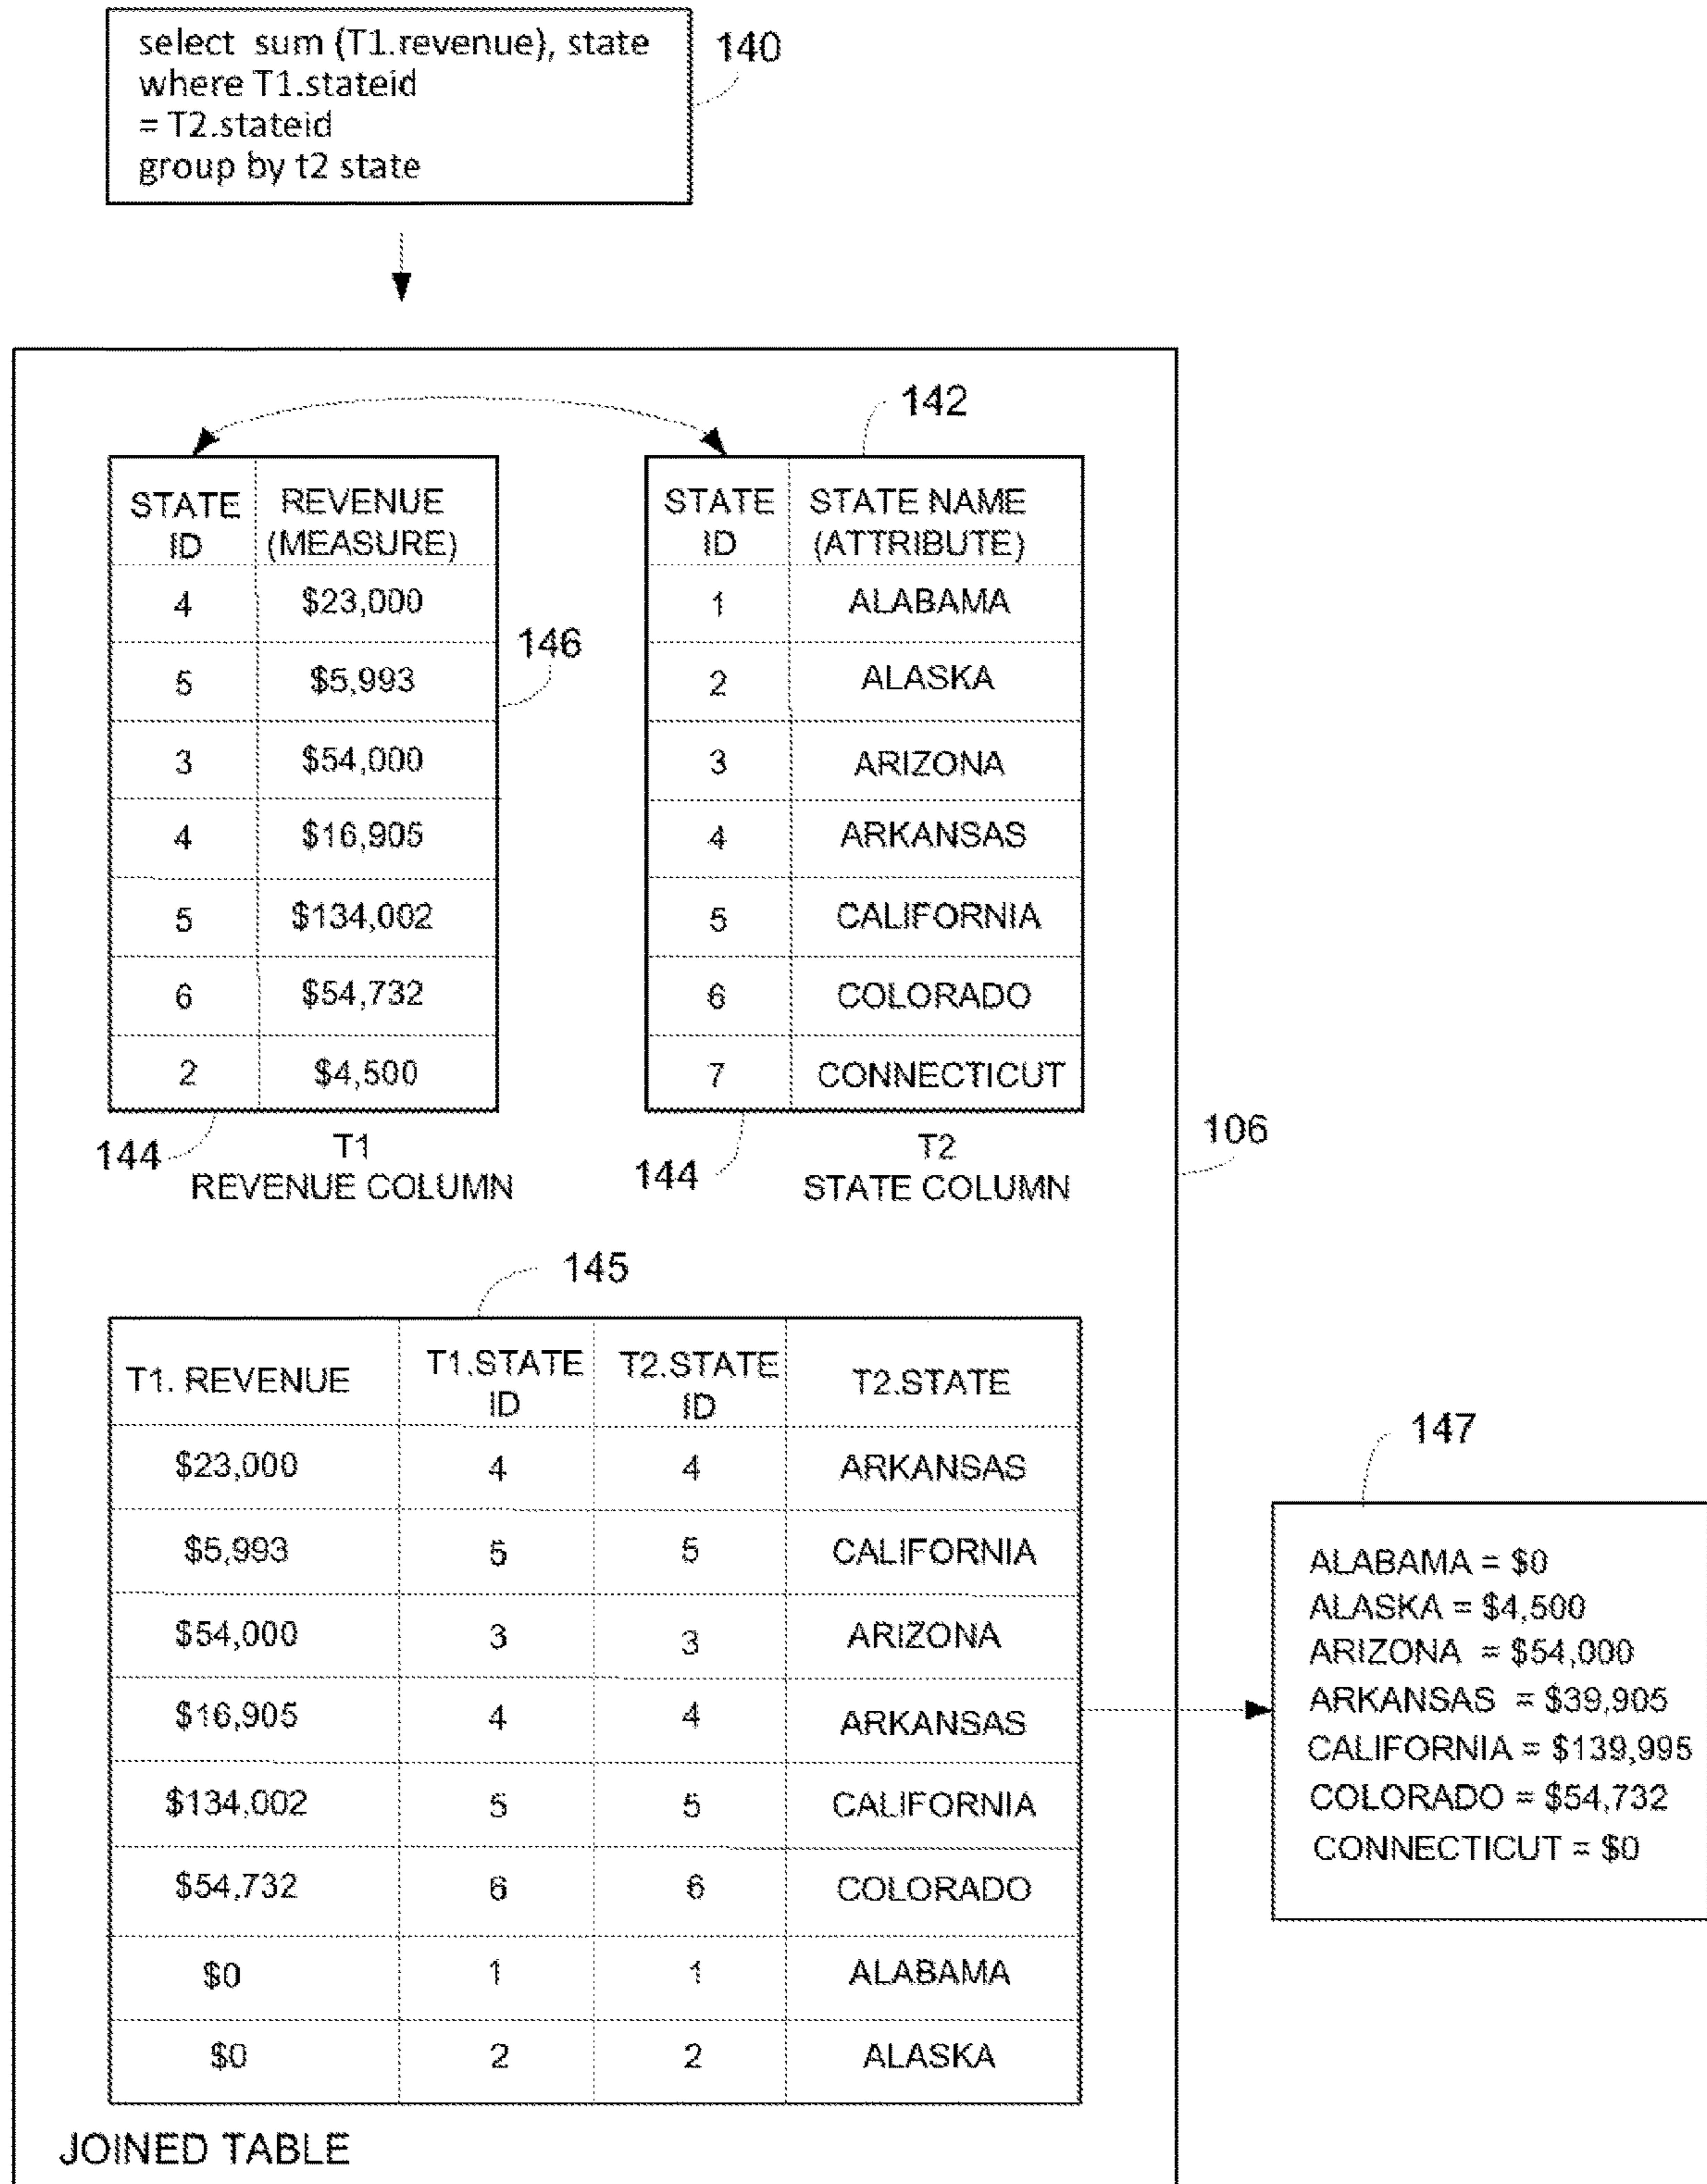 select sum (T1.revenue), state
where T1.stateid
= T2.stateid
group by t2 state
140
142
STATE ID REVENUE (MEASURE)
4 $23,000
5 $5,993
3 $54,000
4 $16,905
5 $134,002
6 $54,732
2 $4,500
146
STATE ID STATE NAME (ATTRIBUTE)
1 ALABAMA
2 ALASKA
3 ARIZONA
4 ARKANSAS
5 CALIFORNIA
6 COLORADO
7 CONNECTICUT
144
T1
REVENUE COLUMN
144
T2
STATE COLUMN
106
145
T1. REVENUE T1.STATE ID T2.STATE ID T2.STATE
$23,000 4 4 ARKANSAS
$5,993 5 5 CALIFORNIA
$54,000 3 3 ARIZONA
$16,905 4 4 ARKANSAS
$134,002 5 5 CALIFORNIA
$54,732 6 6 COLORADO
$0 1 1 ALABAMA
$0 2 2 ALASKA
JOINED TABLE
147
ALABAMA = $0
ALASKA = $4,500
ARIZONA = $54,000
ARKANSAS = $39,905
CALIFORNIA = $139,995
COLORADO = $54,732
CONNECTICUT = $0